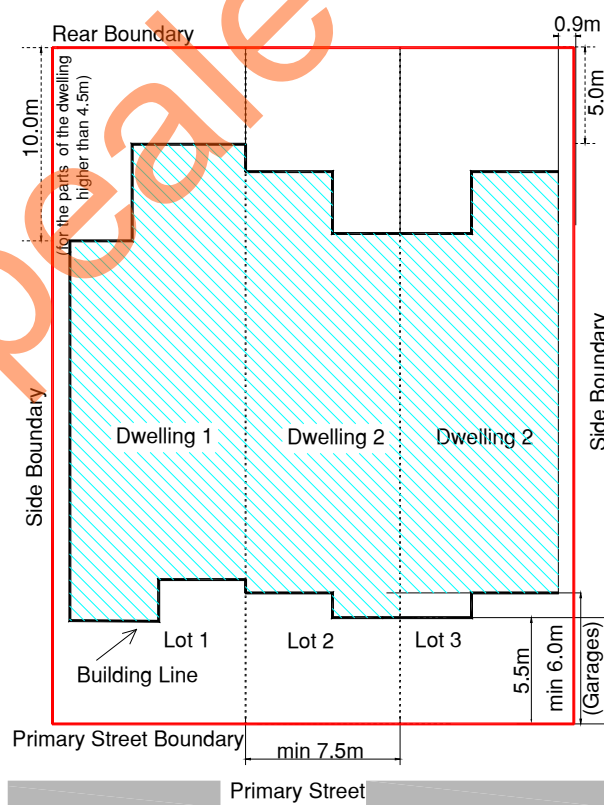 0.9m
Rear Boundary
10.0m
(for the parts of the dwelling
higher than 4.5m)
5.0m
Side Boundary
Side Boundary
Dwelling 1
Dwelling 2
Dwelling 2
Lot 1
Lot 2
Lot 3
Building Line
5.5m
min 6.0m
(Garages)
Primary Street Boundary
min 7.5m
Primary Street
peale